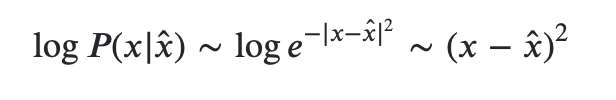 log P(x|x̂) ~ log e^{-|x-x̂|^2} ~ (x - x̂)^2